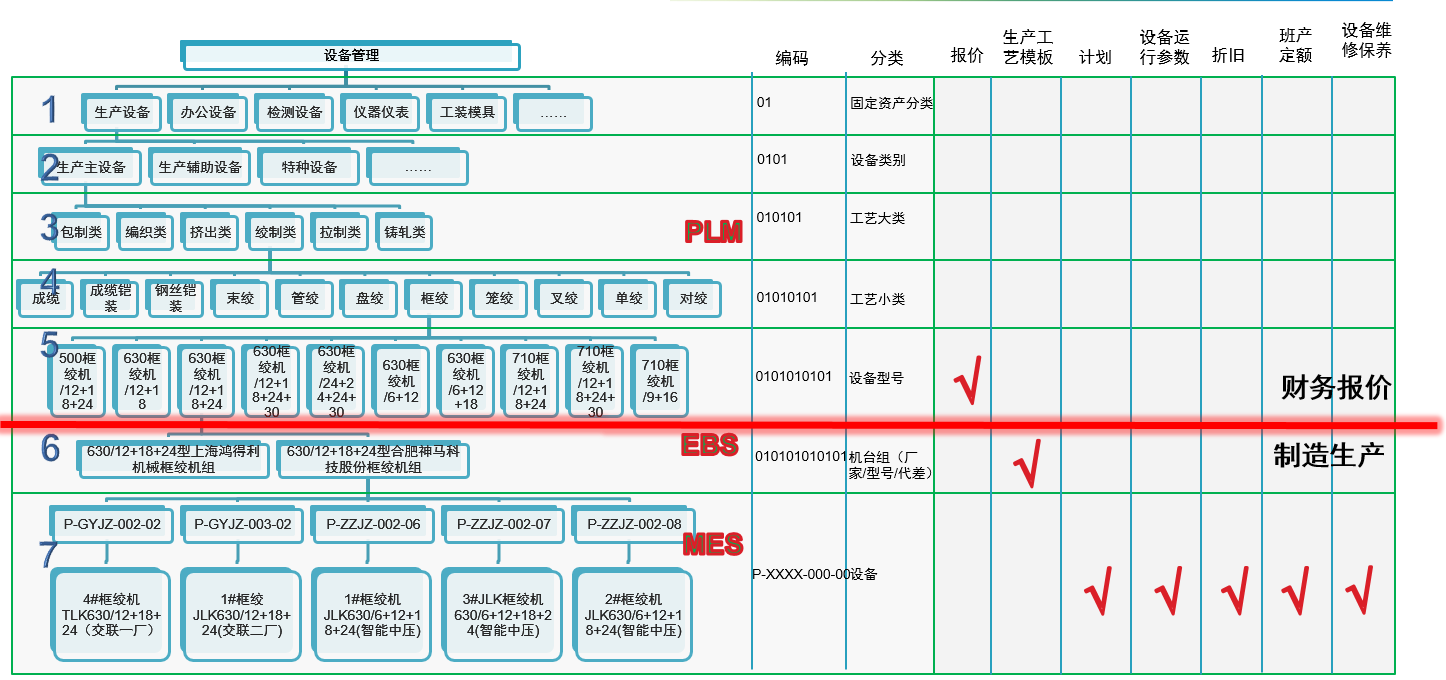 设备管理
编码
分类
报价
生产工
艺模板
计划
设备运
行参数
折旧
班产
定额
设备维
修保养
1
生产设备
办公设备
检测设备
仪器仪表
工装模具
……
01
固定资产分类
2
生产主设备
生产辅助设备
特种设备
……
0101
设备类别
3
包制类
编织类
挤出类
绞制类
拉制类
铸轧类
PLM
010101
工艺大类
4
成缆
成缆铠
装
钢丝铠
装
束绞
管绞
盘绞
框绞
笼绞
叉绞
单绞
对绞
01010101
工艺小类
5
500框
绞机
/12+1
8+24
630框
绞机
/12+1
8
630框
绞机
/12+1
8+24
630框
绞机
/12+1
8+24+
30
630框
绞机
/24+2
4+24+
30
630框
绞机
/6+12
630框
绞机
/6+12
+18
710框
绞机
/12+1
8+24
710框
绞机
/12+1
8+24+
30
710框
绞机
/9+16
0101010101
设备型号
财务报价
6
630/12+18+24型上海鸿得利
机械框绞机组
630/12+18+24型合肥神马科
技股份框绞机组
EBS
010101010101
机台组（厂
家/型号/代差）
制造生产
7
P-GYJZ-002-02
P-GYJZ-003-02
P-ZZJZ-002-06
P-ZZJZ-002-07
P-ZZJZ-002-08
MES
P-XXXX-000-00
设备
4#框绞机
TLK630/12+18+
24（交联一厂）
1#框绞
JLK630/12+18+
24(交联二厂)
1#框绞机
JLK630/6+12+1
8+24(智能中压)
3#JLK框绞机
630/6+12+18+2
4(智能中压)
2#框绞机
JLK630/6+12+1
8+24(智能中压)